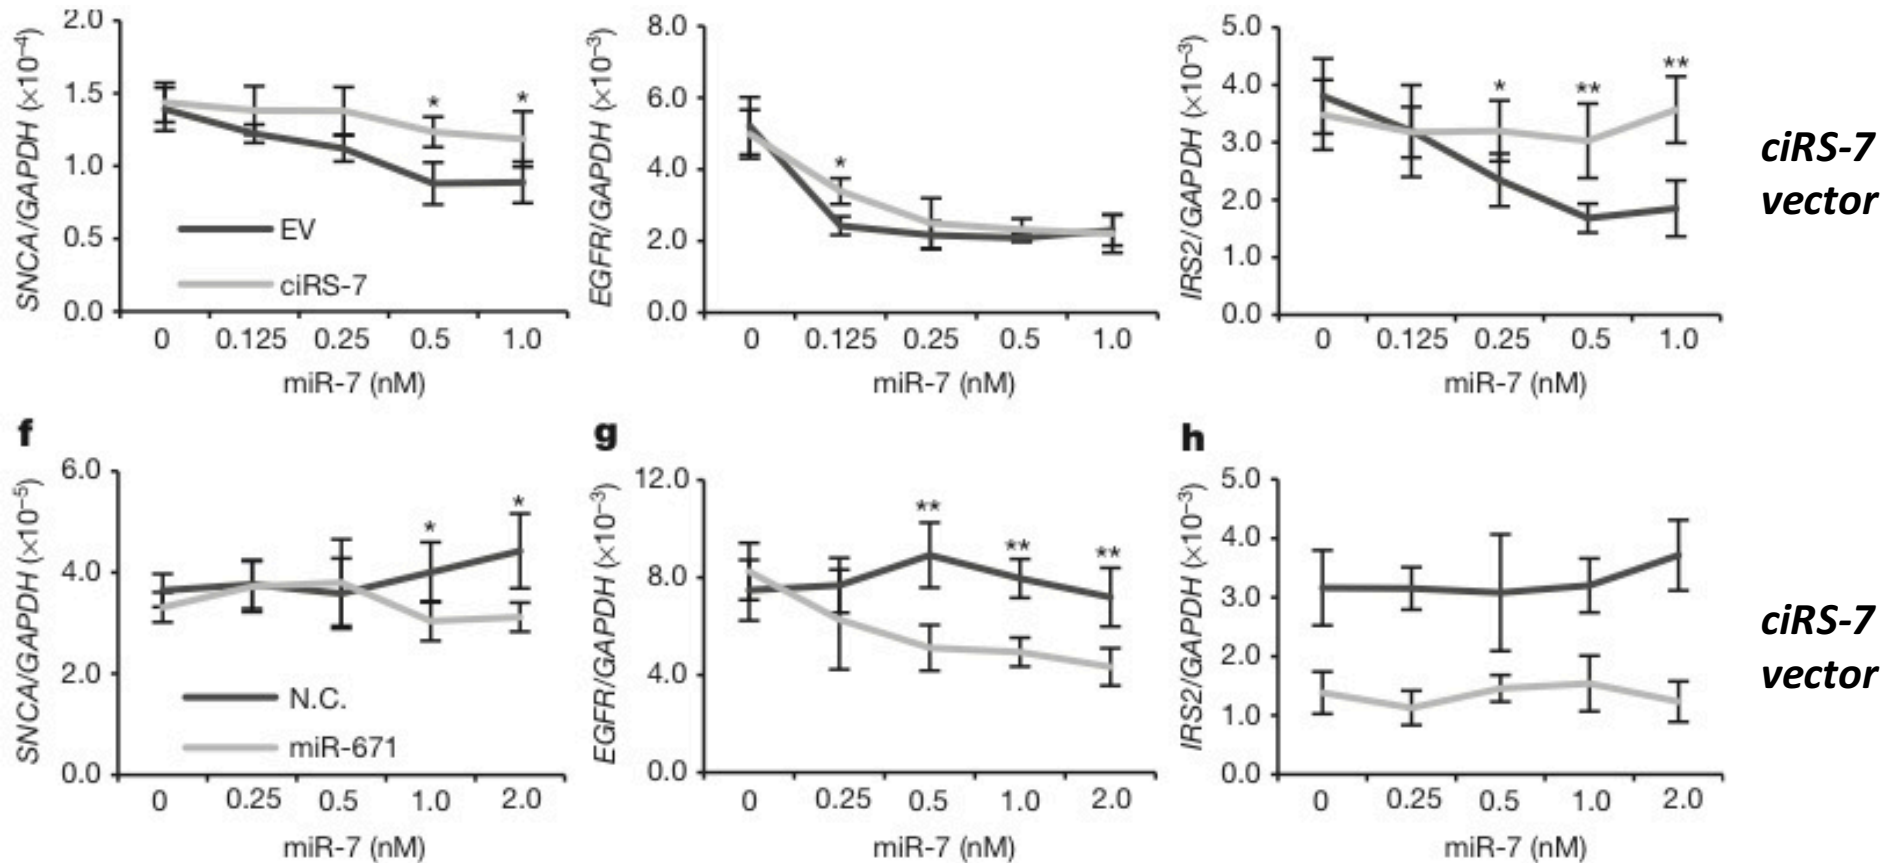 SNCA/GAPDH (×10⁻⁴)
2.0
1.5
1.0
0.5
0.0
* *
EV
ciRS-7
0 0.125 0.25 0.5 1.0
miR-7 (nM)
EGFR/GAPDH (×10⁻³)
8.0
6.0
4.0
2.0
0.0
*
0 0.125 0.25 0.5 1.0
miR-7 (nM)
IRS2/GAPDH (×10⁻³)
5.0
4.0
3.0
2.0
1.0
0.0
* ** **
0 0.125 0.25 0.5 1.0
miR-7 (nM)
ciRS-7
vector
f
SNCA/GAPDH (×10⁻⁵)
6.0
4.0
2.0
0.0
* *
N.C.
miR-671
0 0.25 0.5 1.0 2.0
miR-7 (nM)
g
EGFR/GAPDH (×10⁻³)
12.0
8.0
4.0
0.0
** ** **
0 0.25 0.5 1.0 2.0
miR-7 (nM)
h
IRS2/GAPDH (×10⁻³)
5.0
4.0
3.0
2.0
1.0
0.0
0 0.25 0.5 1.0 2.0
miR-7 (nM)
ciRS-7
vector